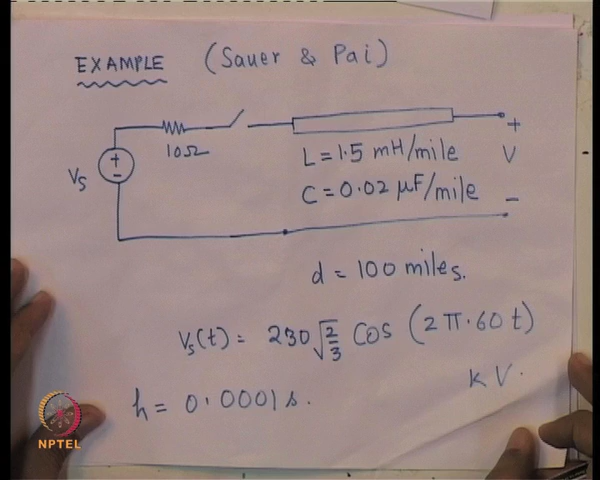 EXAMPLE (Sauer & Pai)
10Ω
+
L = 1.5 mH/mile
V
+
-
Vs
C = 0.02 μF/mile
-
d = 100 miles.
Vs(t) = 230 √(2/3) Cos (2π·60t)
KV.
h = 0.0001 s.
NPTEL